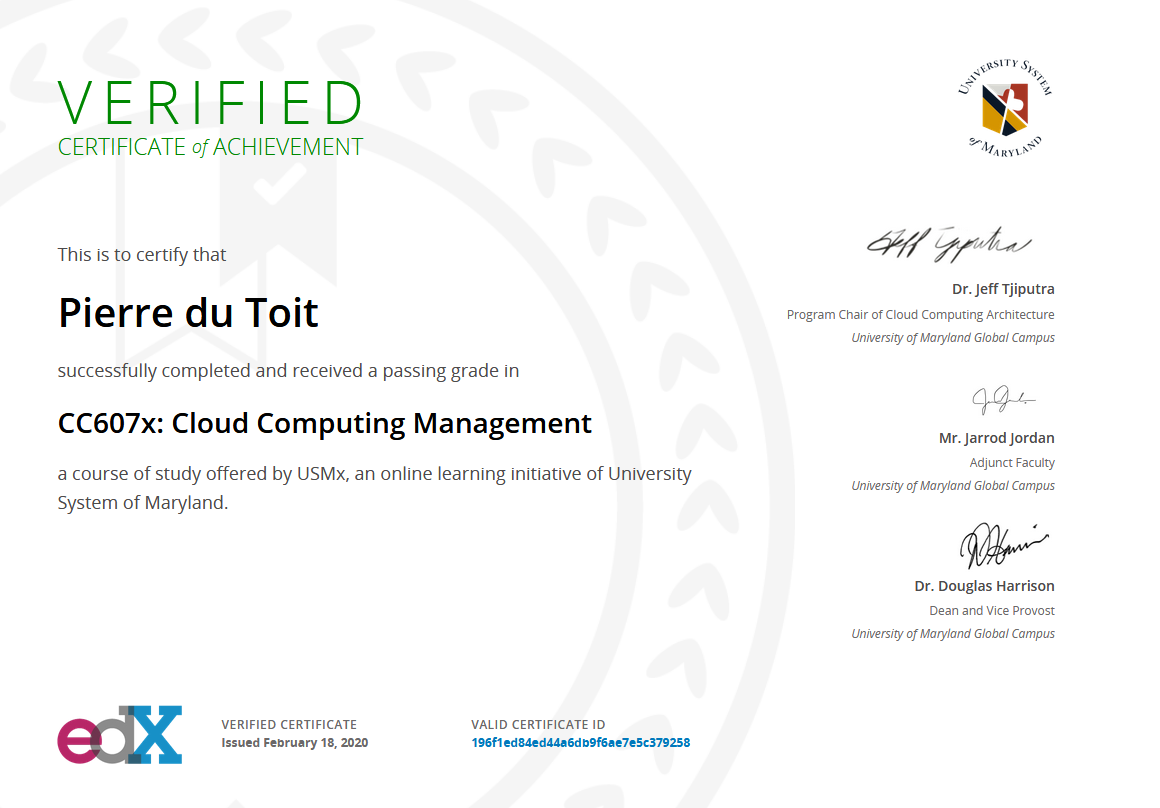 VERIFIED
CERTIFICATE of ACHIEVEMENT
This is to certify that
Pierre du Toit
successfully completed and received a passing grade in
CC607x: Cloud Computing Management
a course of study offered by USMx, an online learning initiative of University
System of Maryland.
UNIVERSITY SYSTEM
of MARYLAND
Jeff Tjiputra
Dr. Jeff Tjiputra
Program Chair of Cloud Computing Architecture
University of Maryland Global Campus
Mr. Jarrod Jordan
Adjunct Faculty
University of Maryland Global Campus
Dr. Douglas Harrison
Dean and Vice Provost
University of Maryland Global Campus
edX
VERIFIED CERTIFICATE
Issued February 18, 2020
VALID CERTIFICATE ID
196f1ed84ed44a6db9f6ae7e5c379258